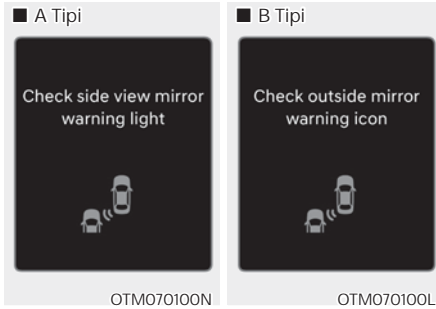 ■ A Tipi
Check side view mirror
warning light
OTM070100N
■ B Tipi
Check outside mirror
warning icon
OTM070100L